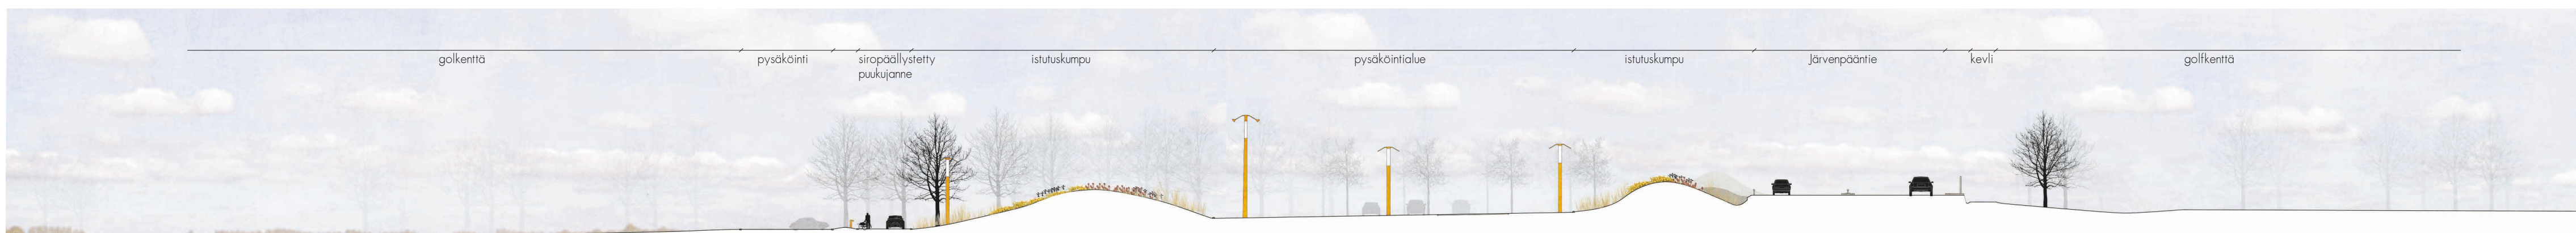 golkenttä
pysäköinti
siropäällystetty
puukujanne
istutuskumpu
pysäköintialue
istutuskumpu
Järvenpääntie
kevli
golfkenttä